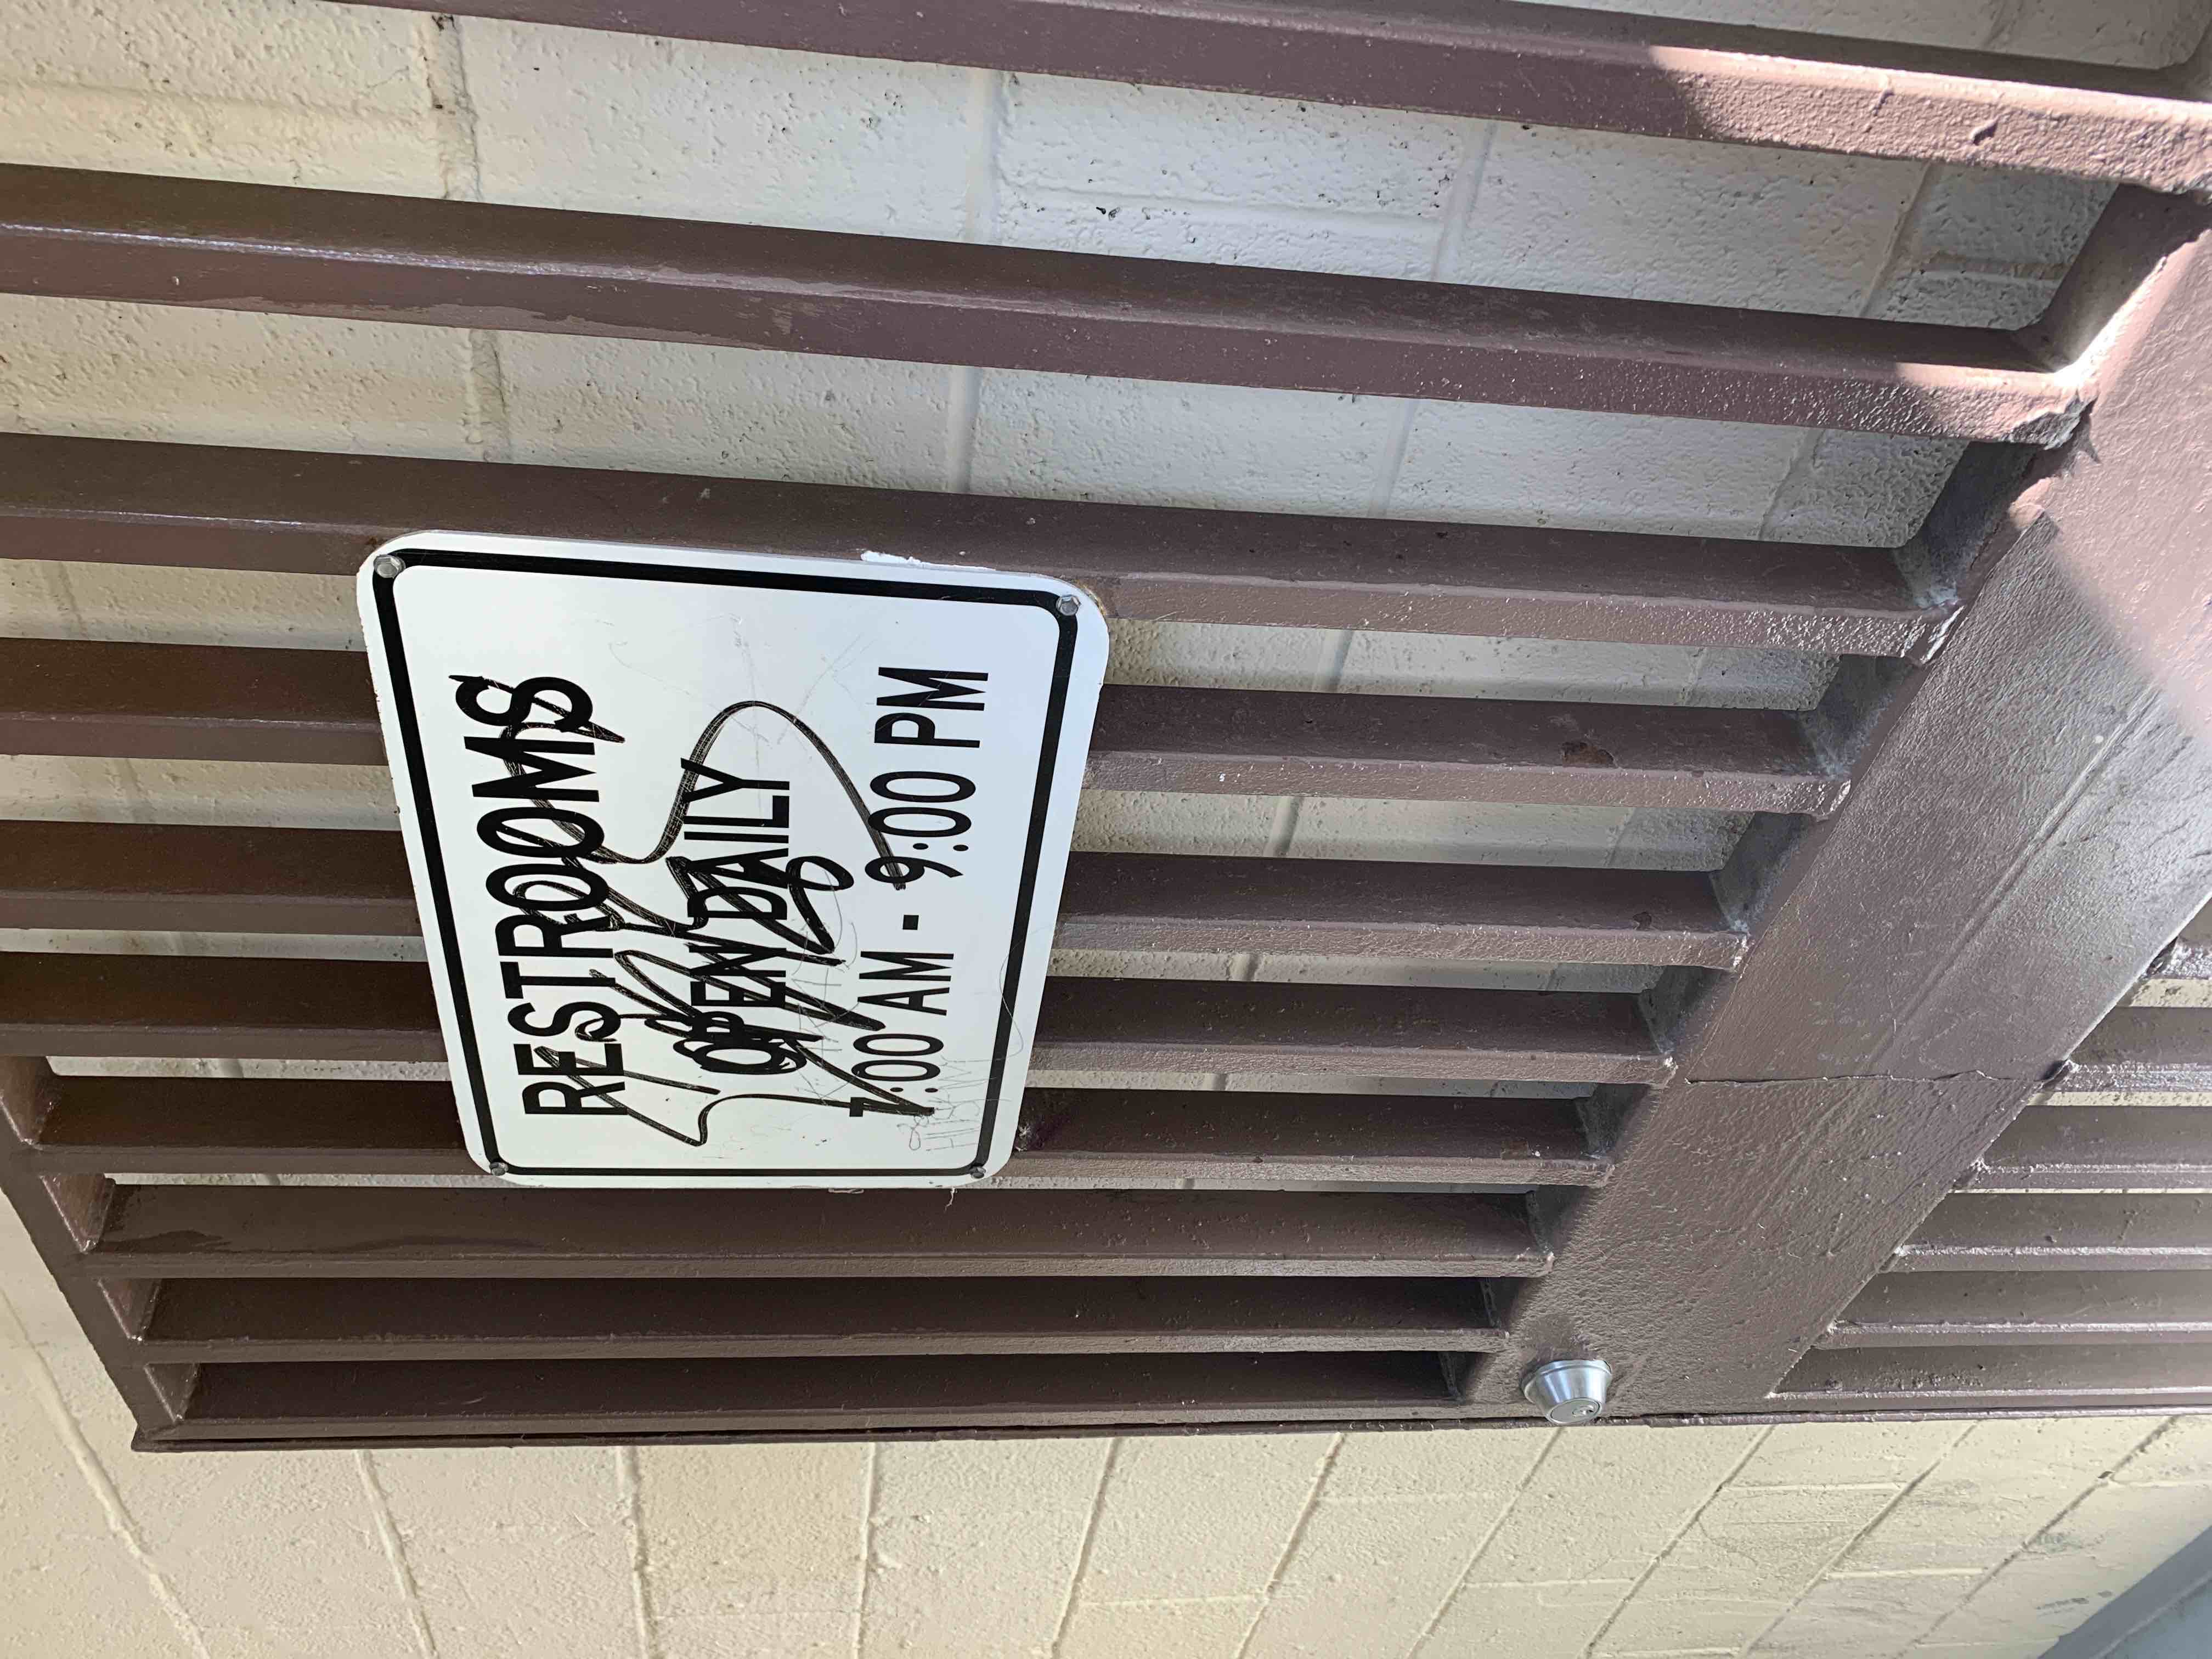 RESTROOMS
OPEN DAILY
7:00 AM - 9:00 PM